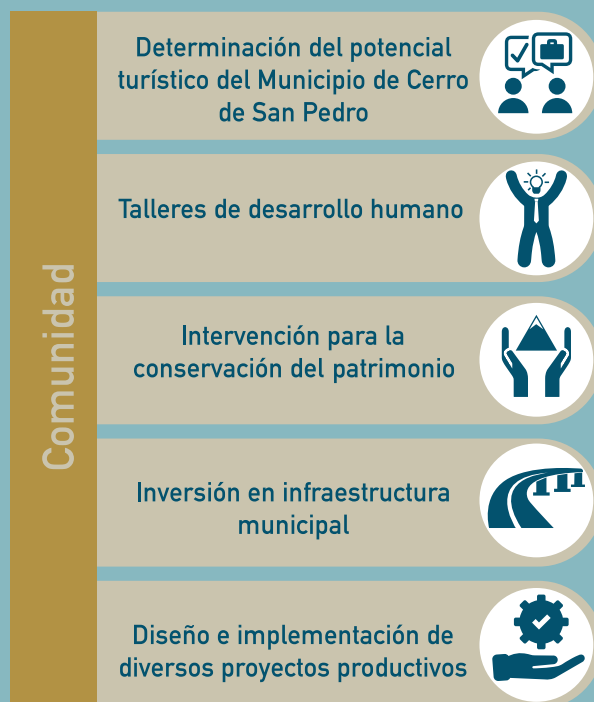 Comunidad
Determinación del potencial
turístico del Municipio de Cerro
de San Pedro
Talleres de desarrollo humano
Intervención para la
conservación del patrimonio
Inversión en infraestructura
municipal
Diseño e implementación de
diversos proyectos productivos